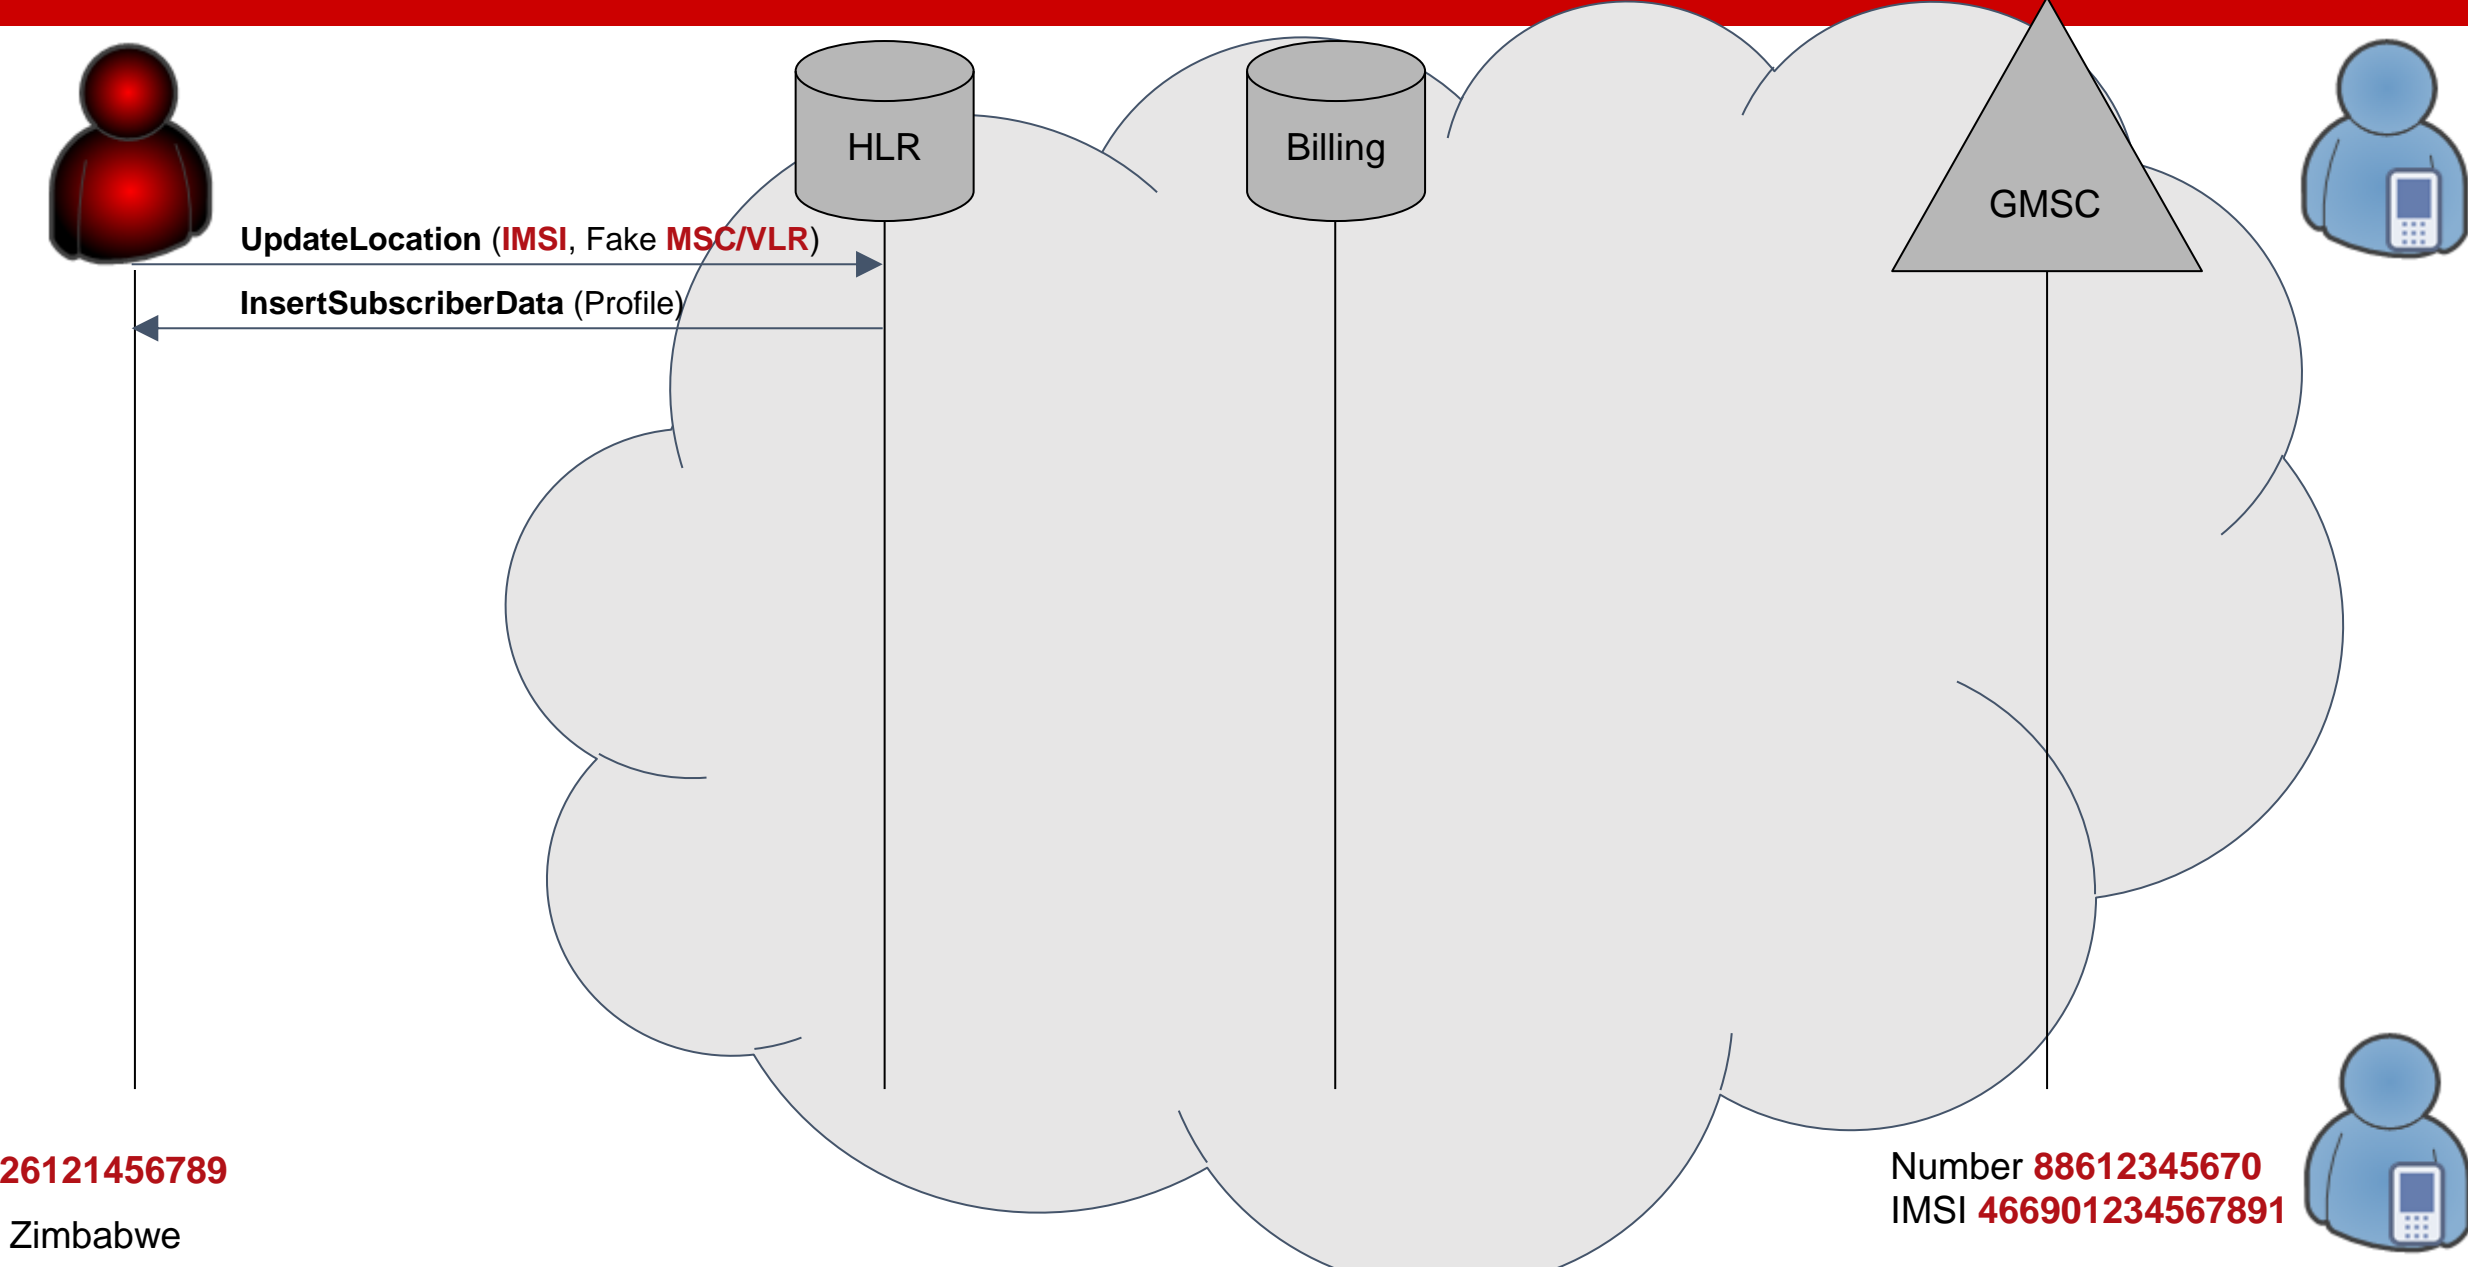 HLR
Billing
GMSC
UpdateLocation (IMSI, Fake MSC/VLR)
InsertSubscriberData (Profile)
26121456789
Zimbabwe
Number 88612345670
IMSI 466901234567891